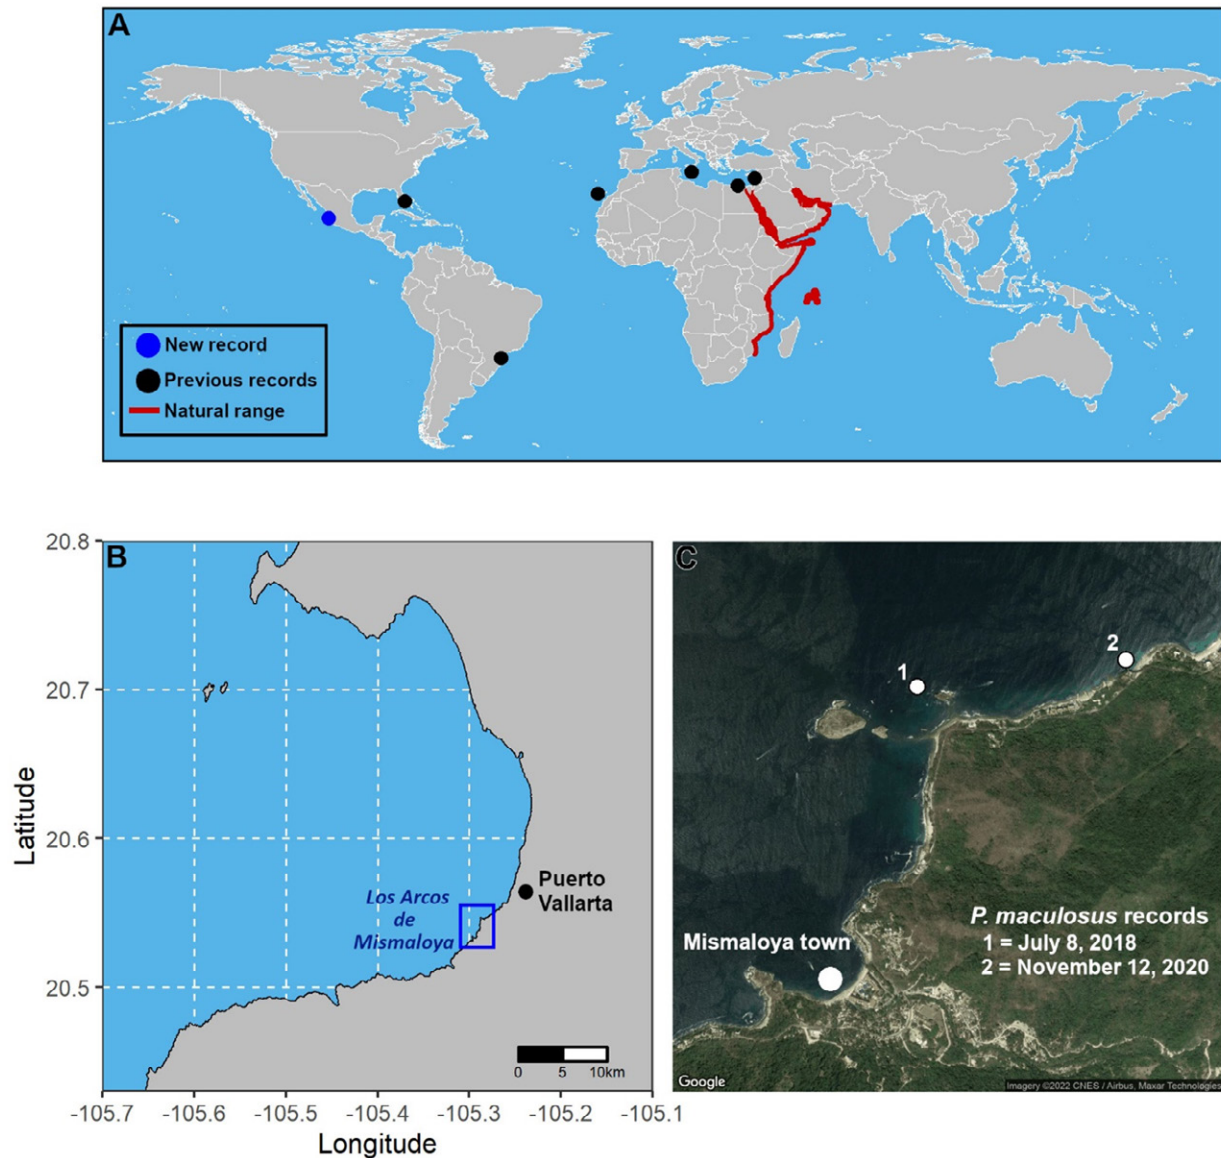 A
New record
Previous records
Natural range
B
20.8
20.7
20.6
20.5
Latitude
Los Arcos
de
Mismaloya
Puerto
Vallarta
0 5 10km
-105.7 -105.6 -105.5 -105.4 -105.3 -105.2 -105.1
Longitude
C
1
2
P. maculosus records
1 = July 8, 2018
2 = November 12, 2020
Mismaloya town
Google
Imagery ©2022 CNES / Airbus, Maxar Technologies